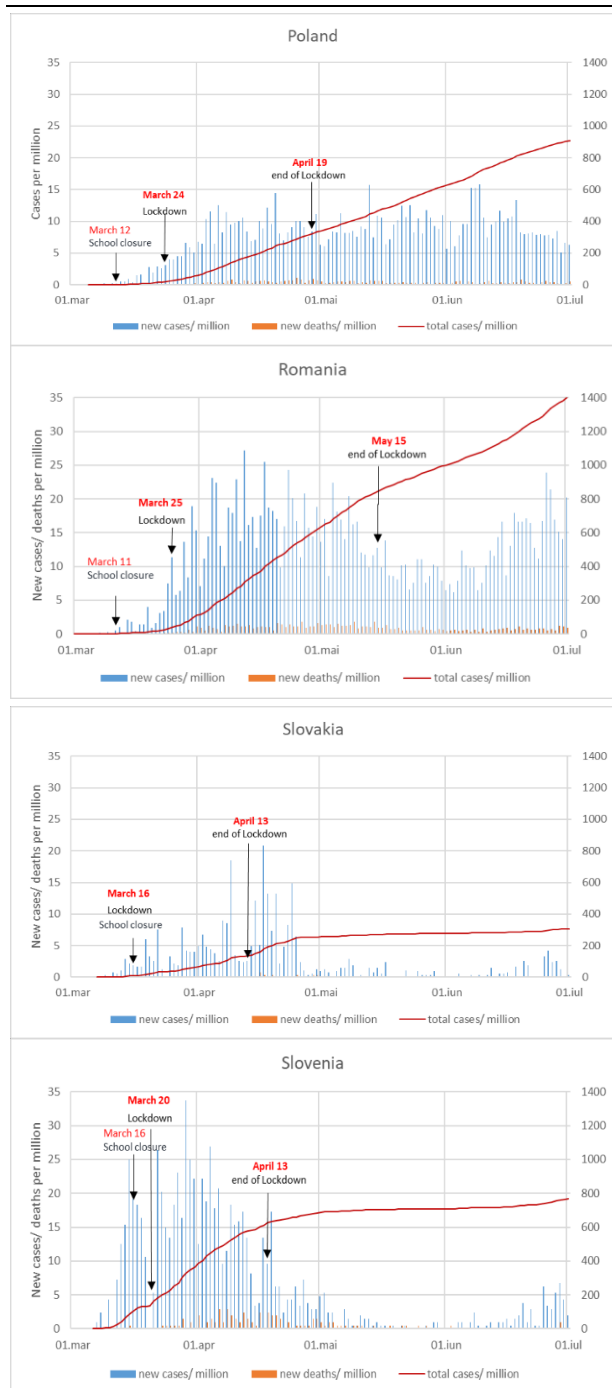 Poland
35 1400
30 1200
25 1000
20 800
15 600
10 400
5 200
0 0
Cases per million
March 12
School closure
March 24
Lockdown
April 19
end of Lockdown
01.mar 01.apr 01.mai 01.iun 01.iul
new cases/ million new deaths/ million total cases/ million
Romania
35 1400
30 1200
25 1000
20 800
15 600
10 400
5 200
0 0
New cases/ deaths per million
March 11
School closure
March 25
Lockdown
May 15
end of Lockdown
01.mar 01.apr 01.mai 01.iun 01.iul
new cases/ million new deaths/ million total cases/ million
Slovakia
35 1400
30 1200
25 1000
20 800
15 600
10 400
5 200
0 0
New cases/ deaths per million
March 16
Lockdown
School closure
April 13
end of Lockdown
01.mar 01.apr 01.mai 01.iun 01.iul
new cases/ million new deaths/ million total cases/ million
Slovenia
35 1400
30 1200
25 1000
20 800
15 600
10 400
5 200
0 0
New cases/ deaths per million
March 20
Lockdown
March 16
School closure
April 13
end of Lockdown
01.mar 01.apr 01.mai 01.iun 01.iul
new cases/ million new deaths/ million total cases/ million